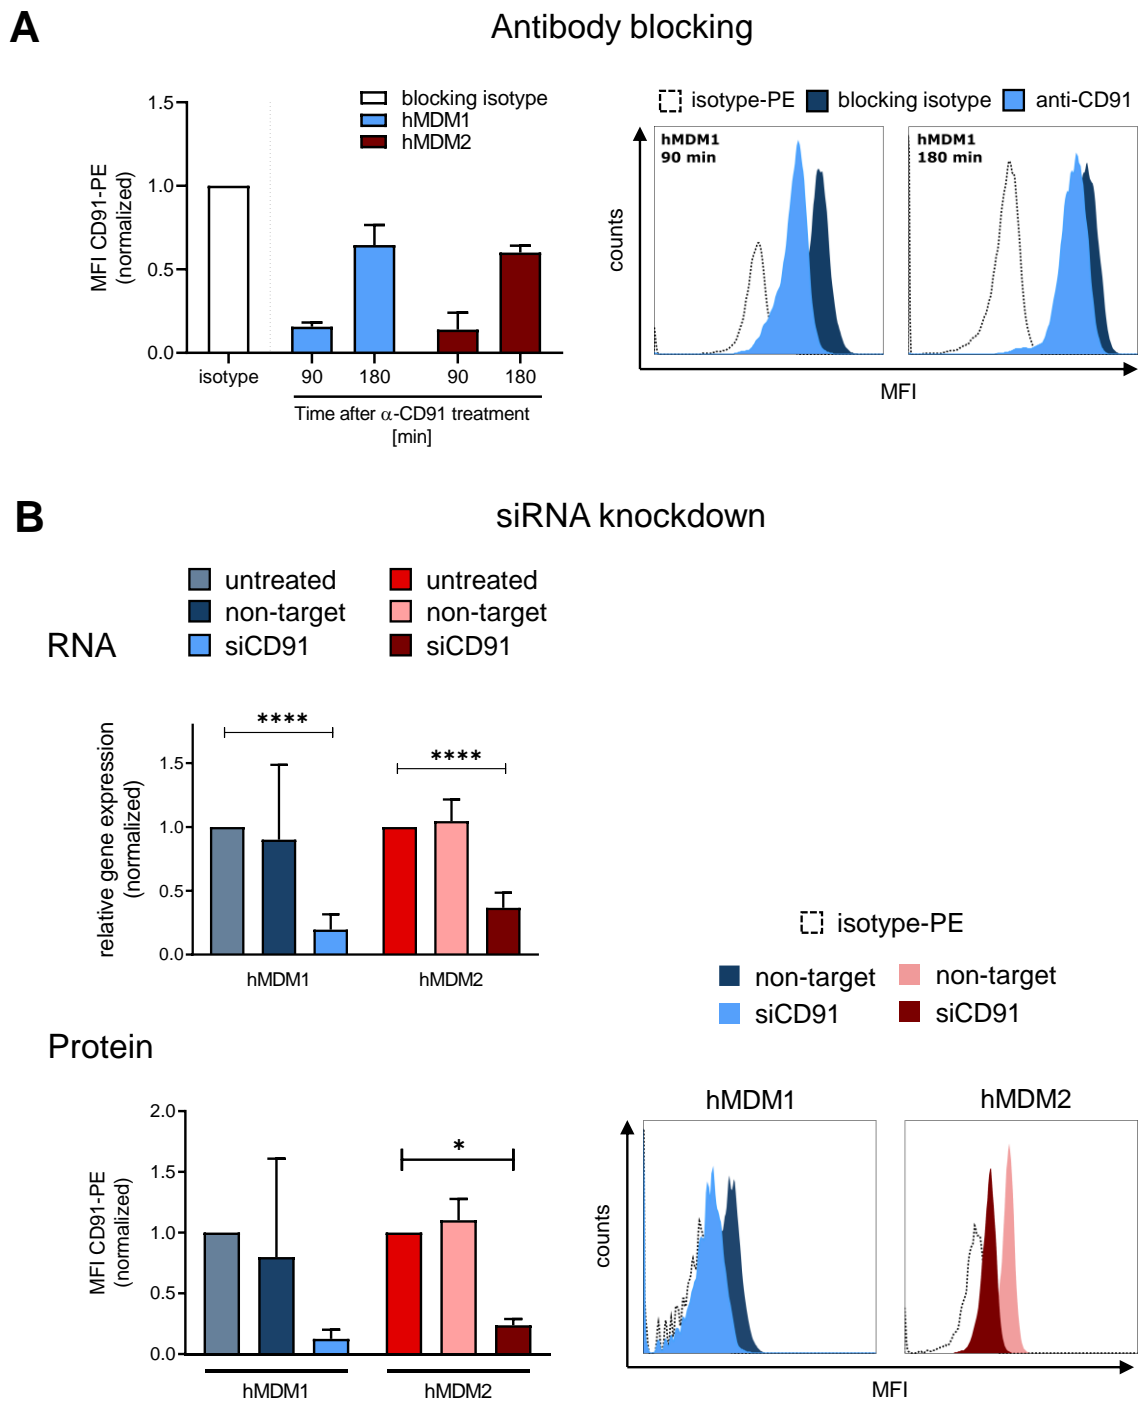 A
Antibody blocking
1.5
1.0
0.5
0.0
MFI CD91-PE
(normalized)
blocking isotype
hMDM1
hMDM2
isotype
90
180
90
180
Time after α-CD91 treatment
[min]
isotype-PE
blocking isotype
anti-CD91
hMDM1
90 min
hMDM1
180 min
counts
MFI
B
siRNA knockdown
untreated
non-target
siCD91
untreated
non-target
siCD91
RNA
relative gene expression
(normalized)
1.5
1.0
0.5
0.0
****
****
hMDM1
hMDM2
isotype-PE
non-target
siCD91
non-target
siCD91
Protein
MFI CD91-PE
(normalized)
2.0
1.5
1.0
0.5
0.0
*
hMDM1
hMDM2
hMDM1
hMDM2
counts
MFI